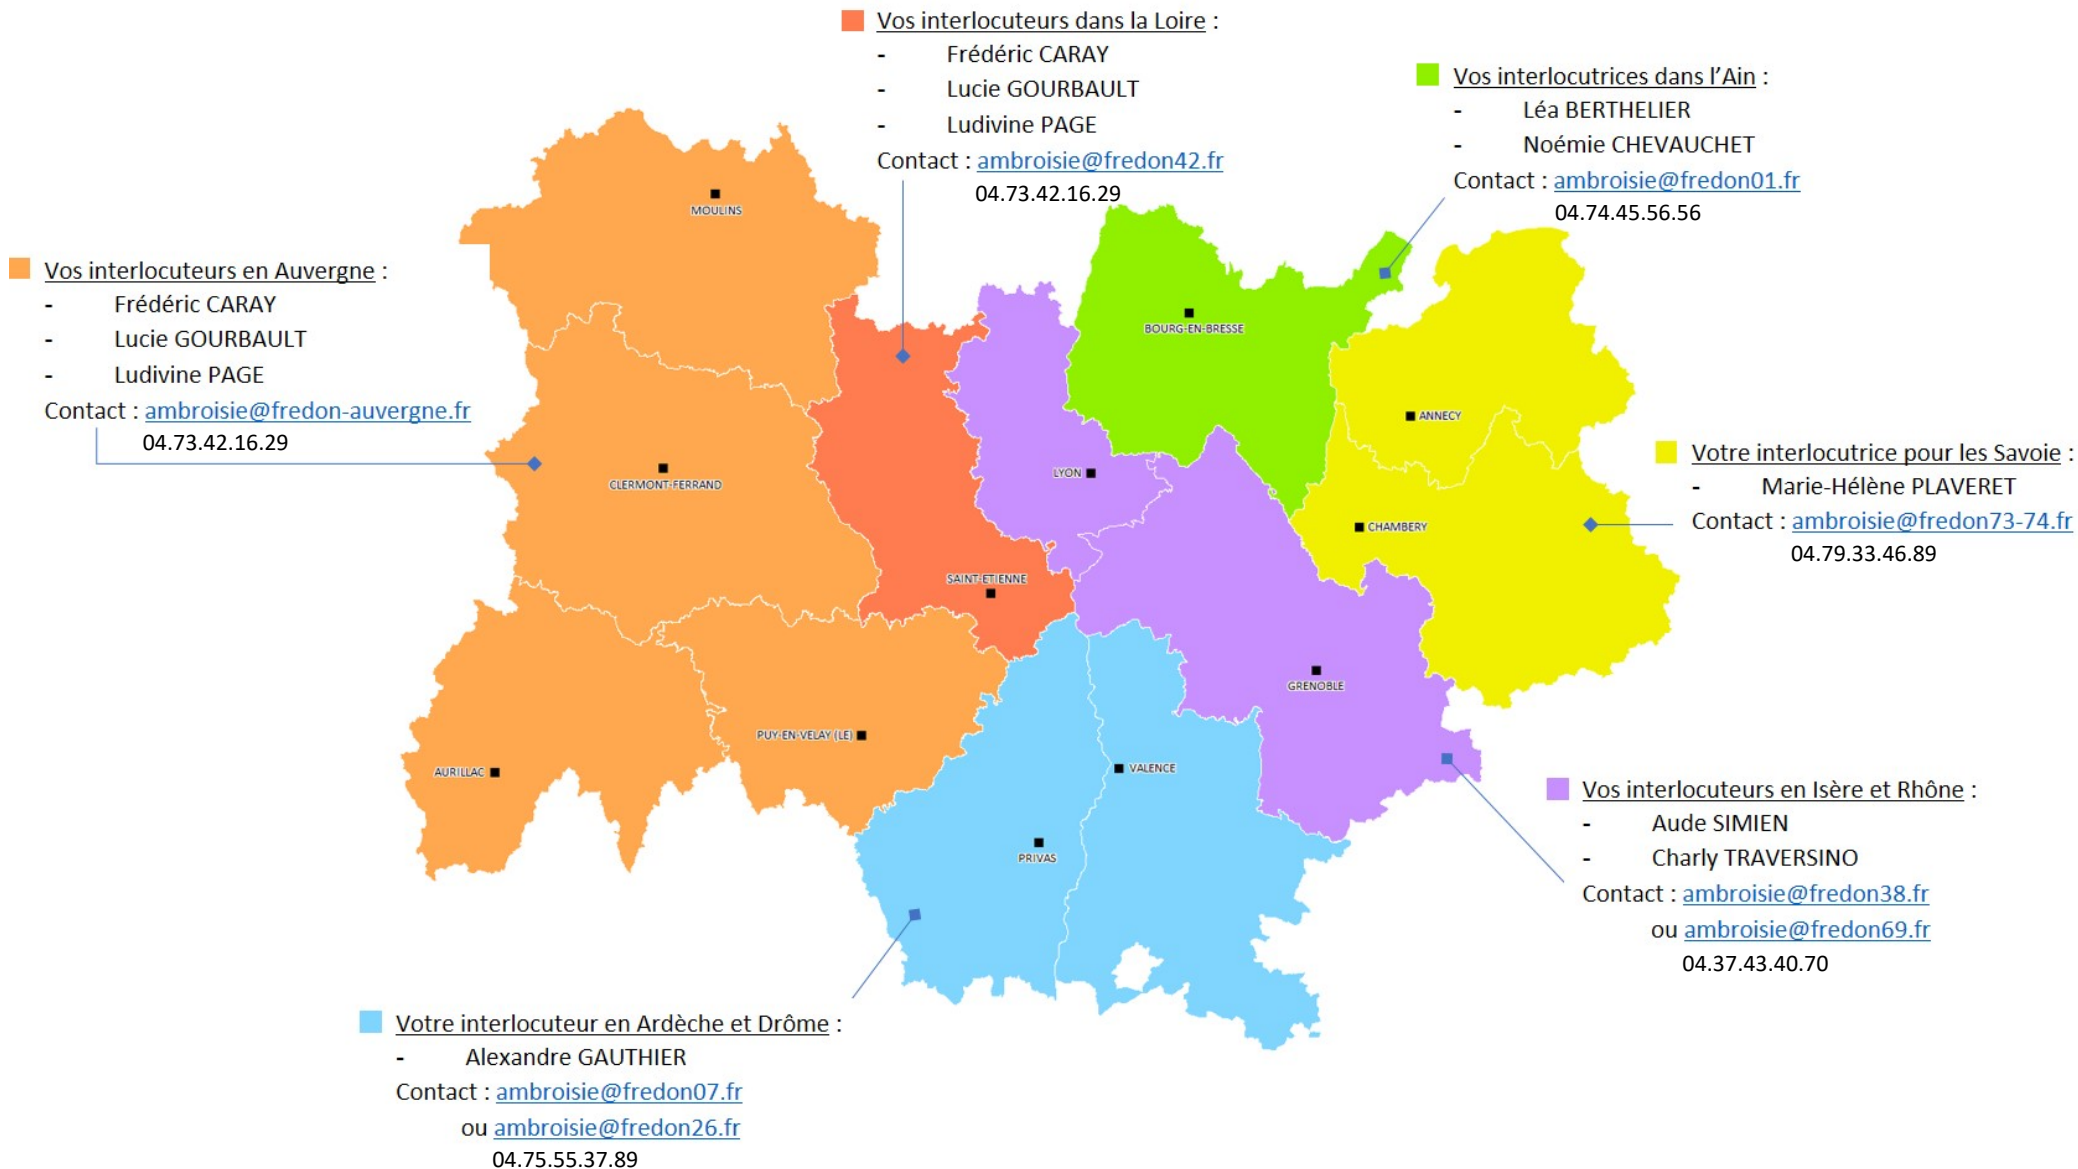 Vos interlocuteurs dans la Loire :
- Frédéric CARAY
- Lucie GOURBAULT
- Ludivine PAGE
Contact : ambroisie@fredon42.fr
04.73.42.16.29
Vos interlocutrices dans l'Ain :
- Léa BERTHELIER
- Noémie CHEVAUCHET
Contact : ambroisie@fredon01.fr
04.74.45.56.56
Vos interlocuteurs en Auvergne :
- Frédéric CARAY
- Lucie GOURBAULT
- Ludivine PAGE
Contact : ambroisie@fredon-auvergne.fr
04.73.42.16.29
MOULINS
BOURG-EN-BRESSE
ANNECY
CLERMONT-FERRAND
LYON
CHAMBERY
SAINT-ETIENNE
GRENOBLE
PUY-EN-VELAY (LE)
AURILLAC
VALENCE
PRIVAS
Votre interlocutrice pour les Savoie :
- Marie-Hélène PLAVERET
Contact : ambroisie@fredon73-74.fr
04.79.33.46.89
Vos interlocuteurs en Isère et Rhône :
- Aude SIMIEN
- Charly TRAVERSINO
Contact : ambroisie@fredon38.fr
ou ambroisie@fredon69.fr
04.37.43.40.70
Votre interlocuteur en Ardèche et Drôme :
- Alexandre GAUTHIER
Contact : ambroisie@fredon07.fr
ou ambroisie@fredon26.fr
04.75.55.37.89